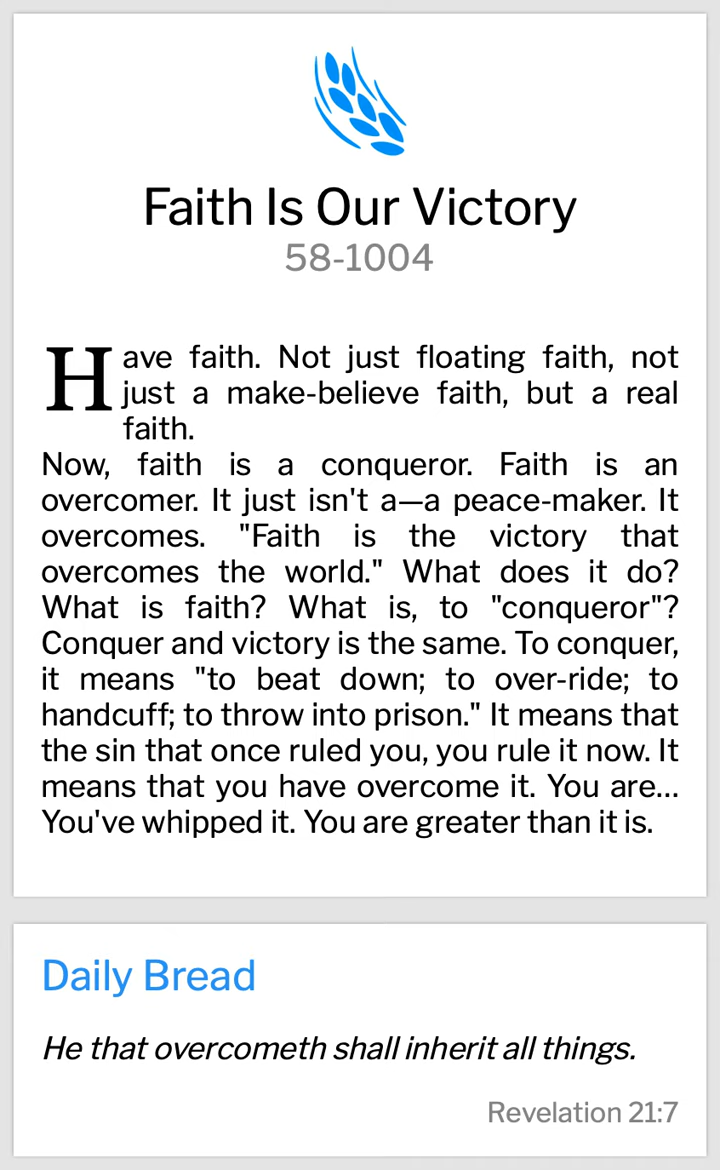 Faith Is Our Victory
58-1004
Have faith. Not just floating faith, not
just a make-believe faith, but a real
faith.
Now, faith is a conqueror. Faith is an
overcomer. It just isn't a—a peace-maker. It
overcomes. "Faith is the victory that
overcomes the world." What does it do?
What is faith? What is, to "conqueror"?
Conquer and victory is the same. To conquer,
it means "to beat down; to over-ride; to
handcuff; to throw into prison." It means that
the sin that once ruled you, you rule it now. It
means that you have overcome it. You are...
You've whipped it. You are greater than it is.
Daily Bread
He that overcometh shall inherit all things.
Revelation 21:7